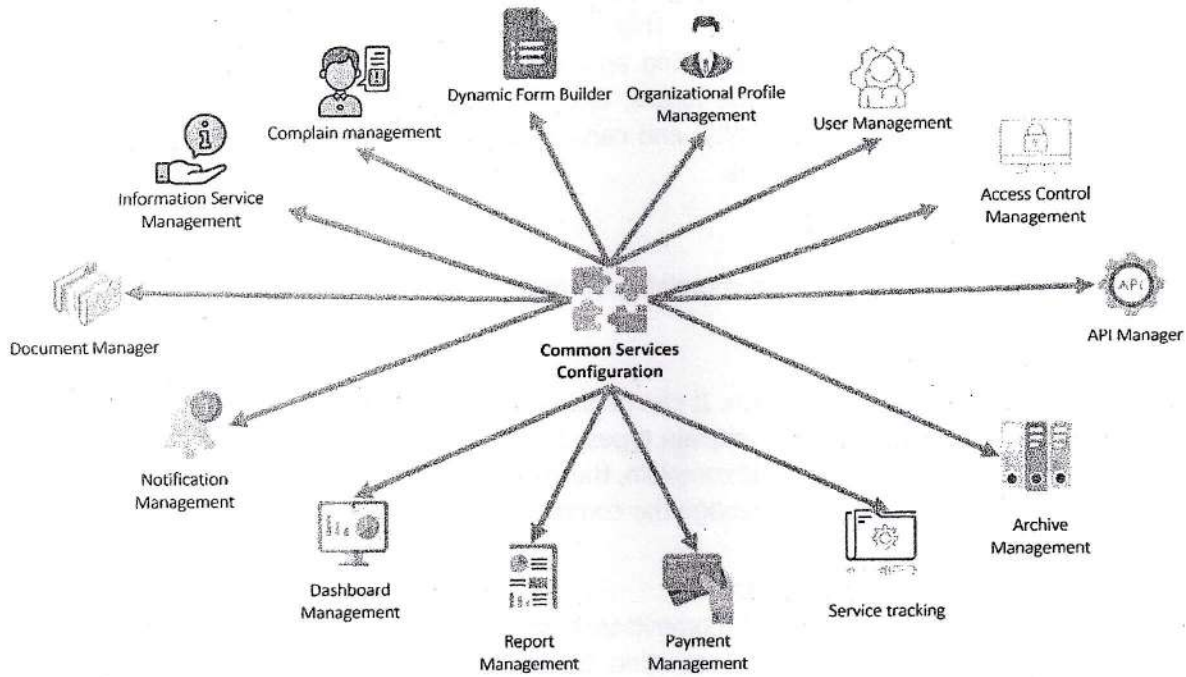 Dynamic Form Builder
Organizational Profile
Management
Complain management
User Management
Information Service
Management
Access Control
Management
Document Manager
API
API Manager
Common Services
Configuration
Notification
Management
Archive
Management
Dashboard
Management
Service tracking
Report
Management
Payment
Management